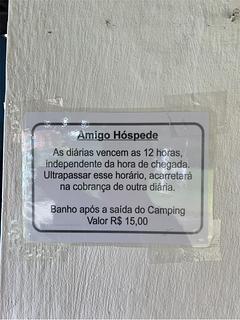 Amigo Hóspede
As diárias vencem as 12 horas,
independente da hora de chegada.
Ultrapassar esse horário, acarretará
na cobrança de outra diária.
Banho após a saída do Camping
Valor R$ 15,00